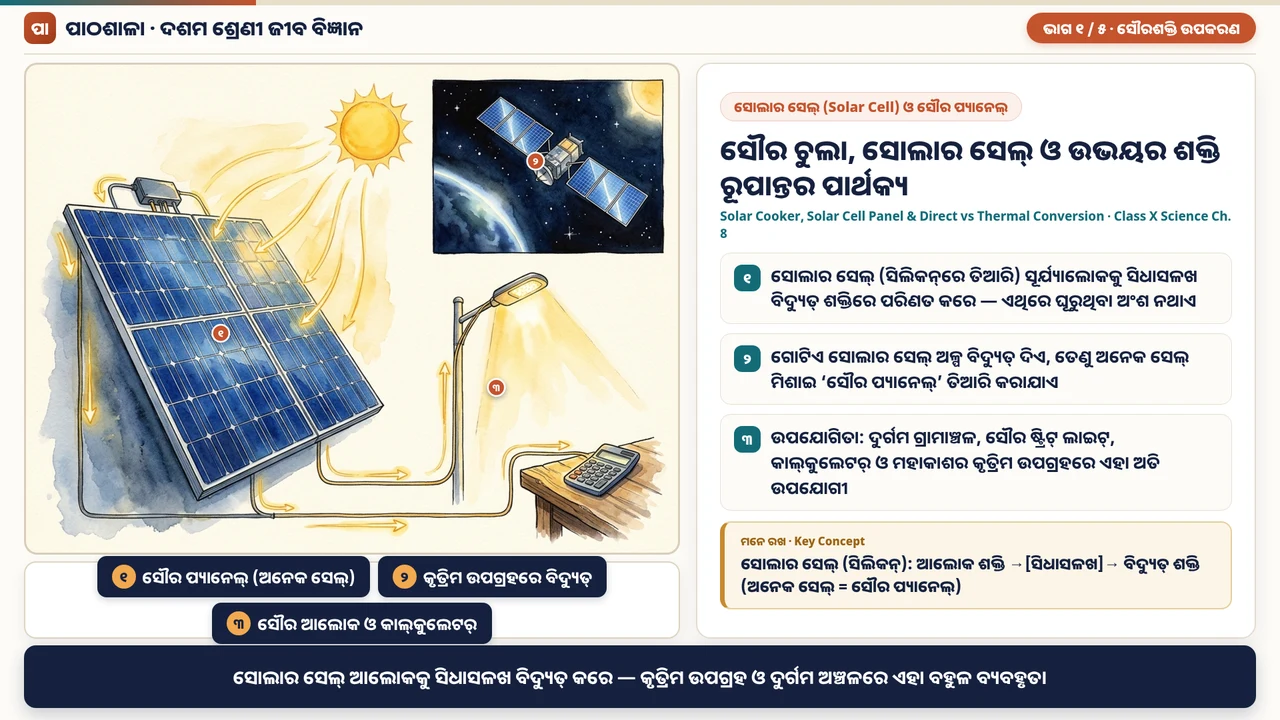 ପା ପାଠଶାଳା · ଦଶମ ଶ୍ରେଣୀ ଜୀବ ବିଜ୍ଞାନ
ଭାଗ ୧ / ୫ · ସୌରଶକ୍ତି ଉପକରଣ
୧
୨
୩
୧ ସୌର ପ୍ୟାନେଲ୍ (ଅନେକ ସେଲ୍)
୨ କୃତ୍ରିମ ଉପଗ୍ରହରେ ବିଦ୍ୟୁତ୍
୩ ସୌର ଆଲୋକ ଓ କାଲ୍‌କୁଲେଟର୍
ସୋଲାର ସେଲ୍ (Solar Cell) ଓ ସୌର ପ୍ୟାନେଲ୍
ସୌର ଚୁଲା, ସୋଲାର ସେଲ୍ ଓ ଉଭୟର ଶକ୍ତି
ରୂପାନ୍ତର ପାର୍ଥକ୍ୟ
Solar Cooker, Solar Cell Panel & Direct vs Thermal Conversion · Class X Science Ch.
8
୧ ସୋଲାର ସେଲ୍ (ସିଲିକନ୍‌ରେ ତିଆରି) ସୂର୍ଯ୍ୟାଲୋକକୁ ସିଧାସଳଖ
ବିଦ୍ୟୁତ୍ ଶକ୍ତିରେ ପରିଣତ କରେ — ଏଥିରେ ଘୂରୁଥିବା ଅଂଶ ନଥାଏ
୨ ଗୋଟିଏ ସୋଲାର ସେଲ୍ ଅଳ୍ପ ବିଦ୍ୟୁତ୍ ଦିଏ, ତେଣୁ ଅନେକ ସେଲ୍
ମିଶାଇ ‘ସୌର ପ୍ୟାନେଲ୍’ ତିଆରି କରାଯାଏ
୩ ଉପଯୋଗିତା: ଦୁର୍ଗମ ଗ୍ରାମାଞ୍ଚଳ, ସୌର ଷ୍ଟ୍ରିଟ୍ ଲାଇଟ୍,
କାଲ୍‌କୁଲେଟର୍ ଓ ମହାକାଶର କୃତ୍ରିମ ଉପଗ୍ରହରେ ଏହା ଅତି
ଉପଯୋଗୀ
ମନେ ରଖ · Key Concept
ସୋଲାର ସେଲ୍ (ସିଲିକନ୍): ଆଲୋକ ଶକ୍ତି →[ସିଧାସଳଖ]→ ବିଦ୍ୟୁତ୍ ଶକ୍ତି
(ଅନେକ ସେଲ୍ = ସୌର ପ୍ୟାନେଲ୍)
ସୋଲାର ସେଲ୍ ଆଲୋକକୁ ସିଧାସଳଖ ବିଦ୍ୟୁତ୍ କରେ — କୃତ୍ରିମ ଉପଗ୍ରହ ଓ ଦୁର୍ଗମ ଅଞ୍ଚଳରେ ଏହା ବହୁଳ ବ୍ୟବହୃତ।